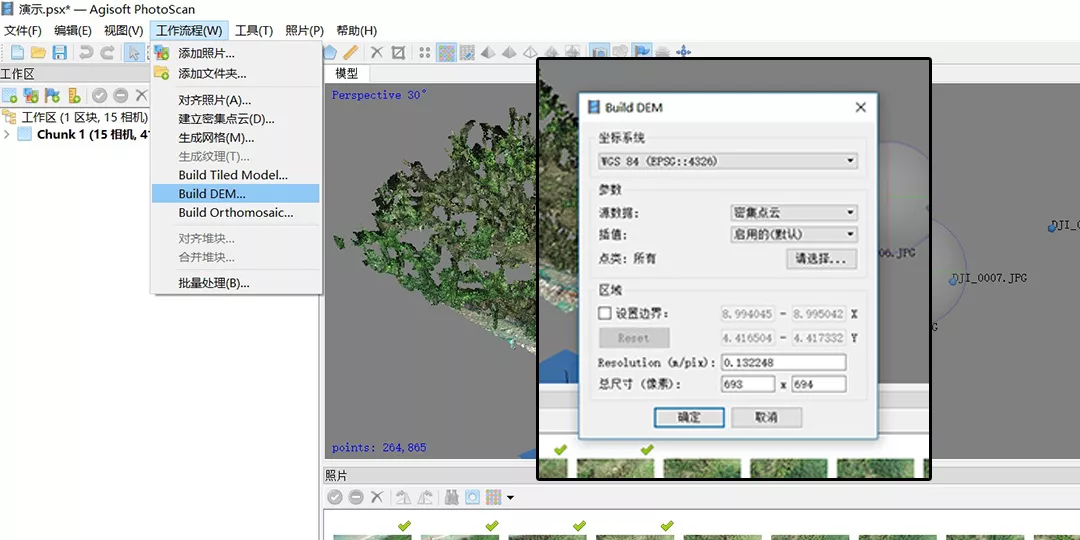 演示.psx* — Agisoft PhotoScan
文件(F) 编辑(E) 视图(V) 工作流程(W) 工具(T) 照片(P) 帮助(H)
工作区
工作区 (1 区块, 15 相机)
Chunk 1 (15 相机, 4
添加照片...
添加文件夹...
对齐照片(A)...
建立密集点云(D)...
生成网格(M)...
生成纹理(T)...
Build Tiled Model...
Build DEM...
Build Orthomosaic...
对齐堆块...
合并堆块...
批量处理(B)...
模型
Perspective 30°
Build DEM
坐标系统
WGS 84 (EPSG::4326)
参数
源数据: 密集点云
插值: 启用的(默认)
点类: 所有 请选择...
区域
设置边界: 8.994045 - 8.995042 X
Reset 4.416504 - 4.417332 Y
Resolution (m/pix): 0.132248
总尺寸 (像素): 693 x 694
确定 取消
DJI_0
06.JPG
DJI_0007.JPG
G
points: 264,865
照片